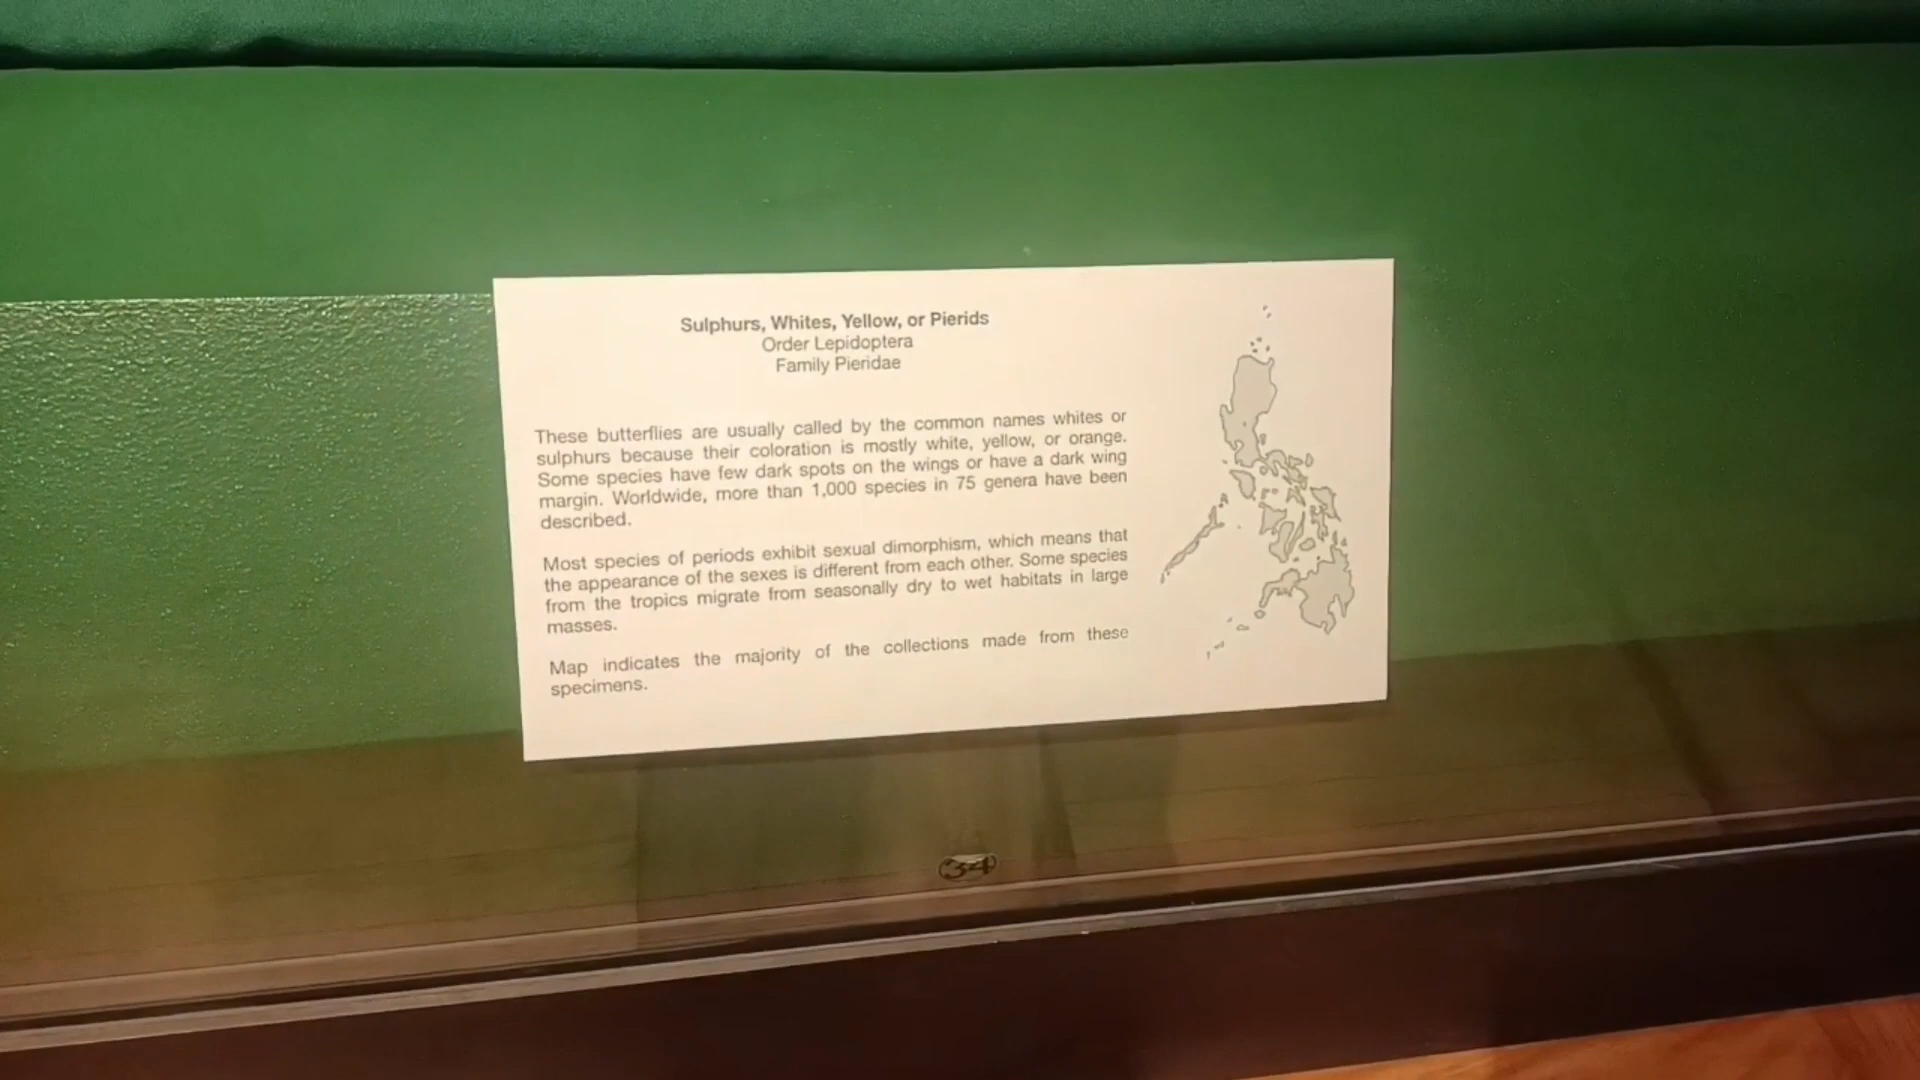 Sulphurs, Whites, Yellow, or Pierids
Order Lepidoptera
Family Pieridae
These butterflies are usually called by the common names whites or
sulphurs because their coloration is mostly white, yellow, or orange.
Some species have few dark spots on the wings or have a dark wing
margin. Worldwide, more than 1,000 species in 75 genera have been
described.
Most species of periods exhibit sexual dimorphism, which means that
the appearance of the sexes is different from each other. Some species
from the tropics migrate from seasonally dry to wet habitats in large
masses.
Map indicates the majority of the collections made from these
specimens.
34